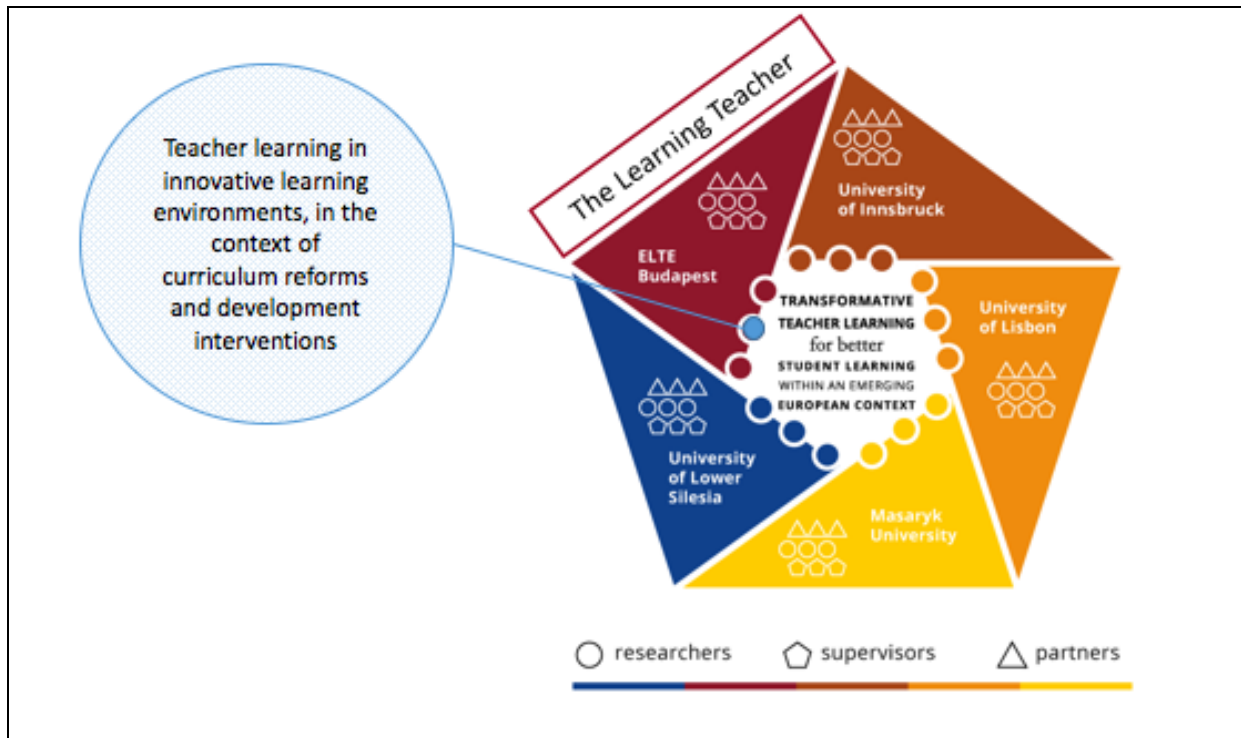 Teacher learning in
innovative learning
environments, in the
context of
curriculum reforms
and development
interventions
The Learning Teacher
ELTE
Budapest
University
of Innsbruck
University
of Lisbon
Masaryk
University
University
of Lower
Silesia
TRANSFORMATIVE
TEACHER LEARNING
for better
STUDENT LEARNING
WITHIN AN EMERGING
EUROPEAN CONTEXT
researchers
supervisors
partners